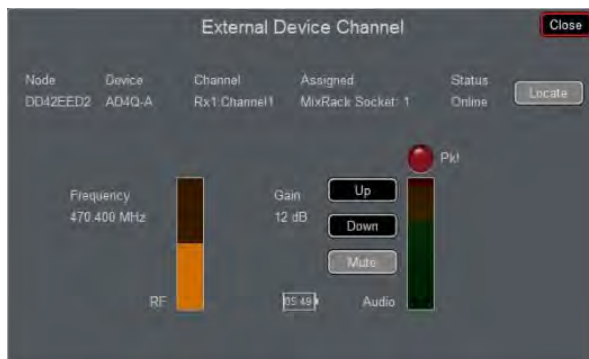 External Device Channel
Close
Node Device Channel Assigned Status
DD42EED2 AD4Q-A Rx1:Channel1 MixRack Socket: 1 Online
Locate
Pk!
Frequency
470.400 MHz
Gain
12 dB
Up
Down
Mute
RF
05:49
Audio